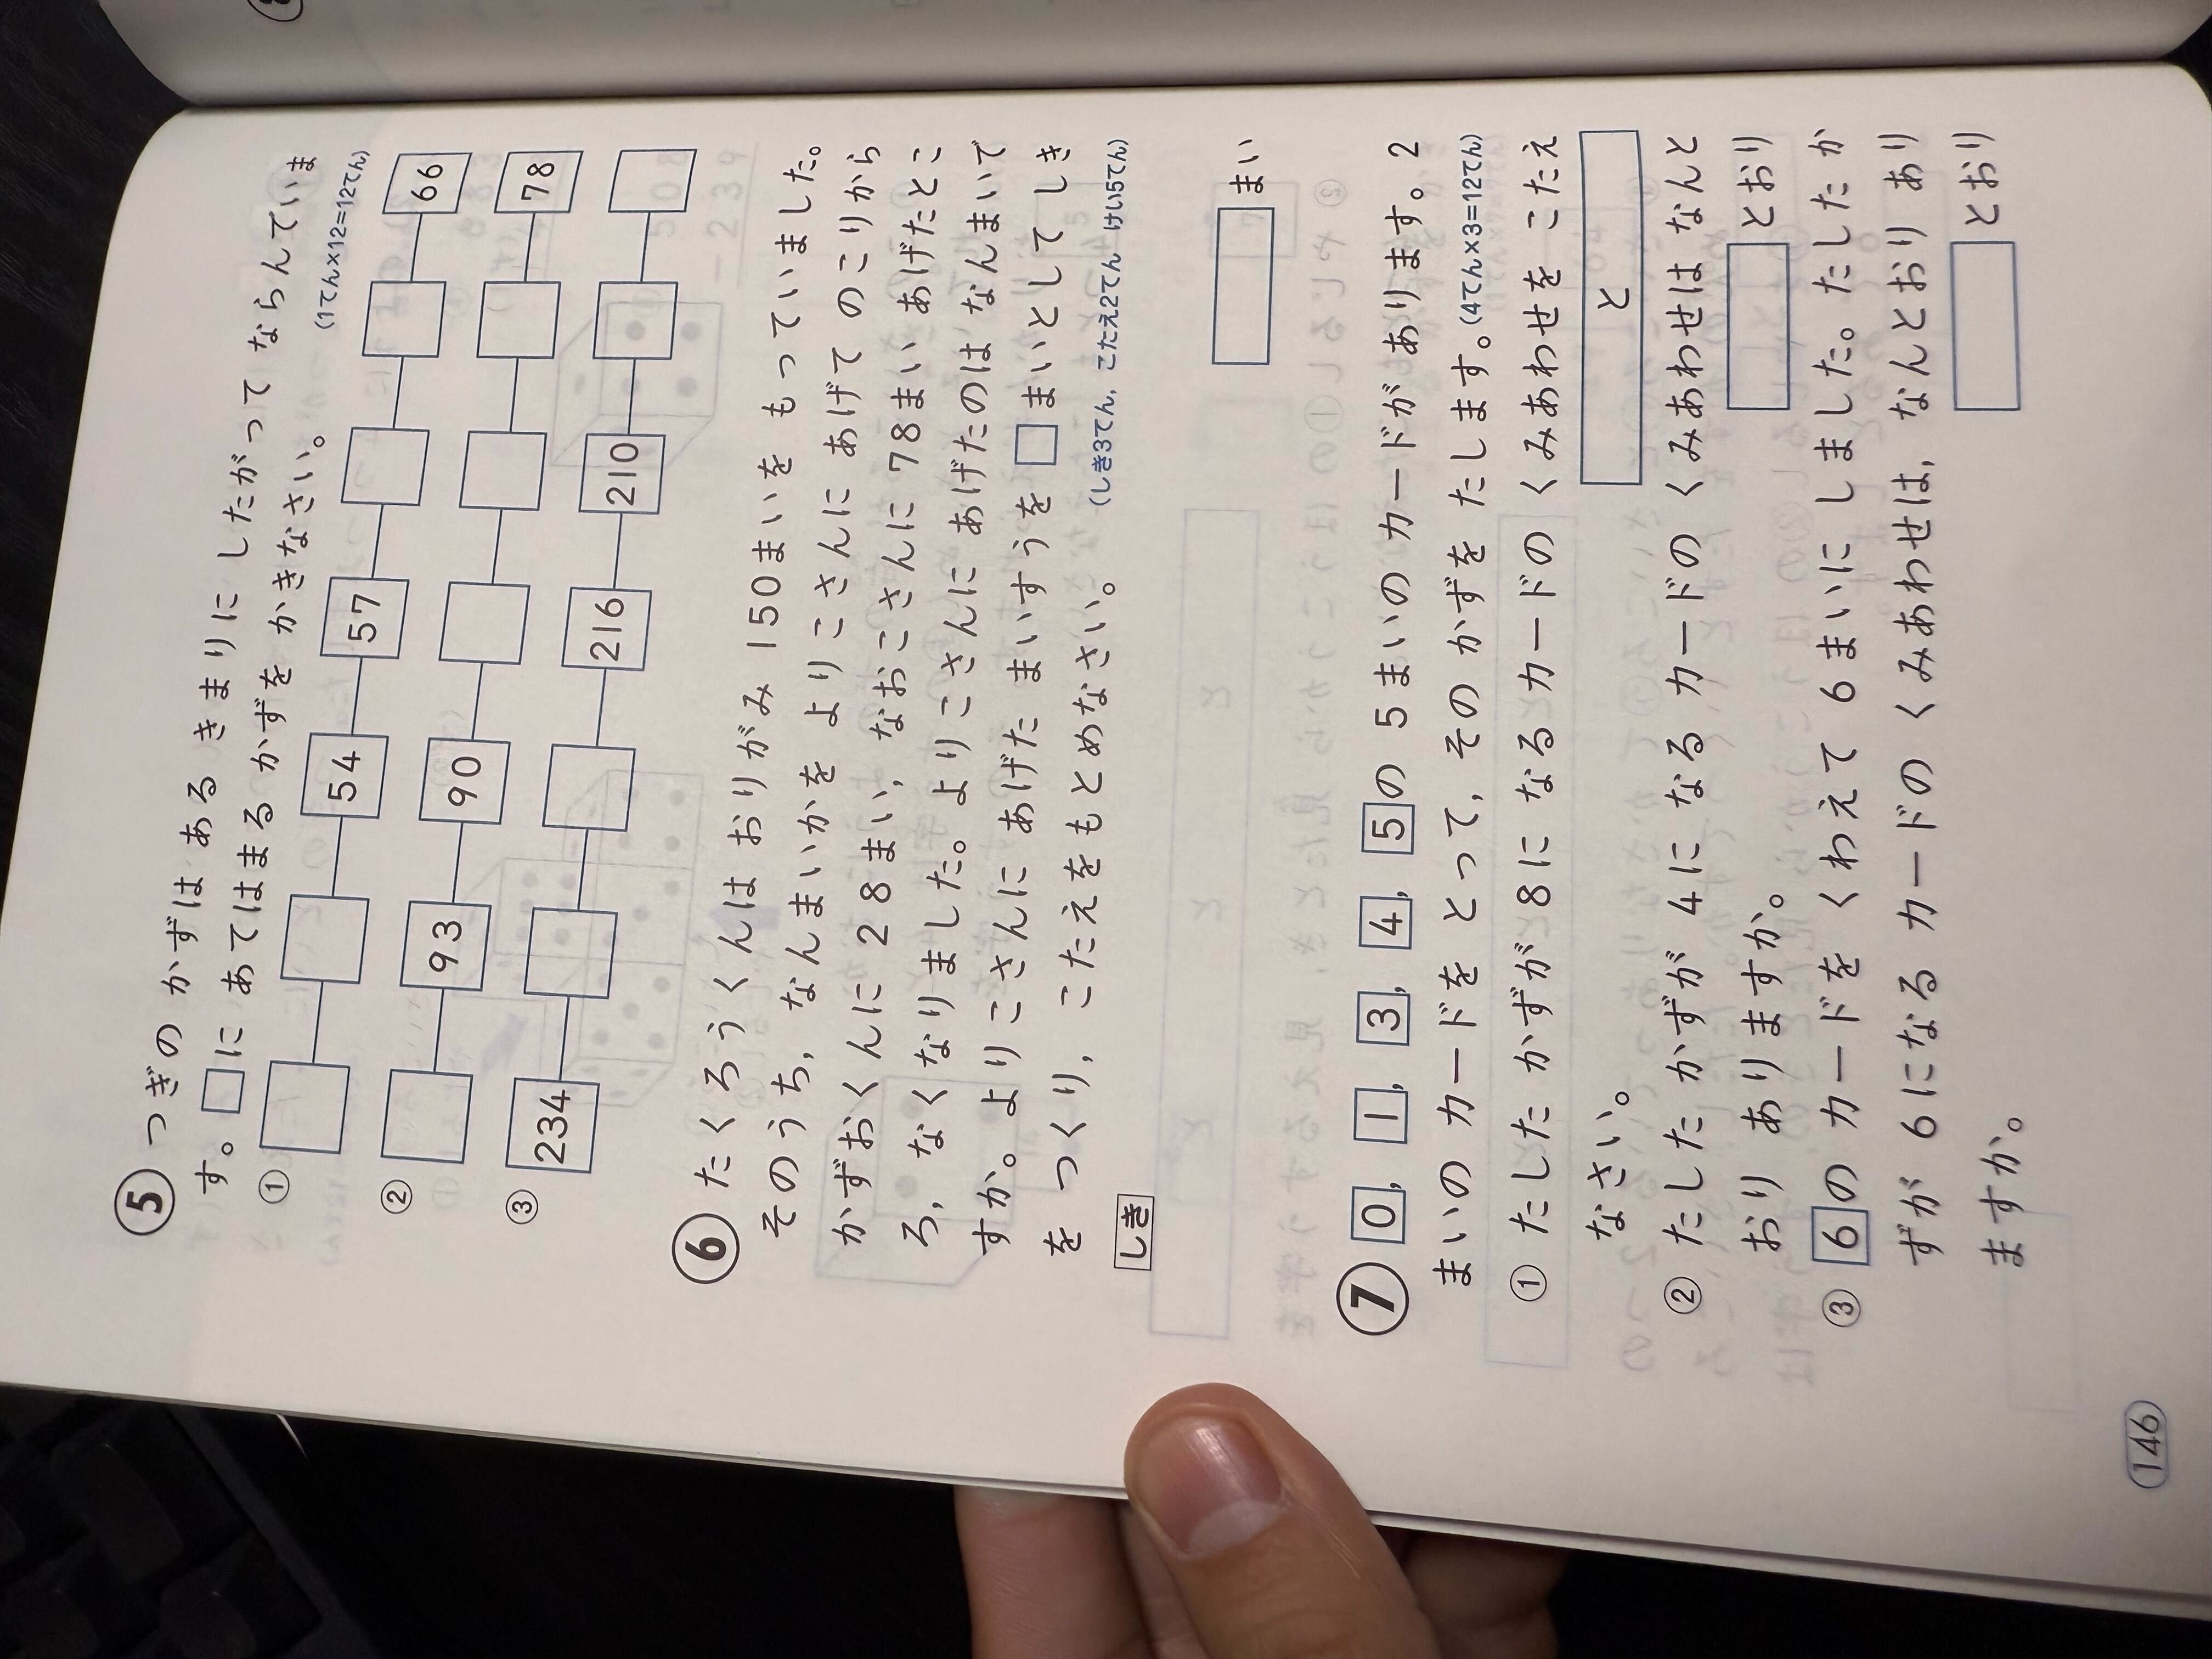 ⑤ つぎの かずは ある きまりに したがって ならんでいま
す。□に あてはまる かずを かきなさい。
(1てん×12=12てん)
① 54 57 66
② 93 90 78
③ 234 216 210
⑥ たくろうくんは おりがみ 150まいを もっていました。
そのうち，なんまいかを よりこさんに あげて のこりから
かずおくんに 28まい，なおこさんに 78まい あげたとこ
ろ，なくなりました。よりこさんに あげたのは なんまいで
すか。よりこさんに あげた まいすうを □まいとして しき
を つくり，こたえをもとめなさい。
(しき3てん，こたえ2てん けい5てん)
しき
まい
⑦ 0，1，3，4，5の 5まいの カードが あります。2
まいの カードを とって，その かずを たします。(4てん×3=12てん)
① たした かずが 8に なるカードの くみあわせを こたえ
なさい。
と
② たした かずが 4に なる カードの くみあわせは なんと
おり ありますか。
とおり
③ 6の カードを くわえて 6まいに しました。たした か
ずが 6になる カードの くみあわせは，なんとおり あり
ますか。
とおり
146